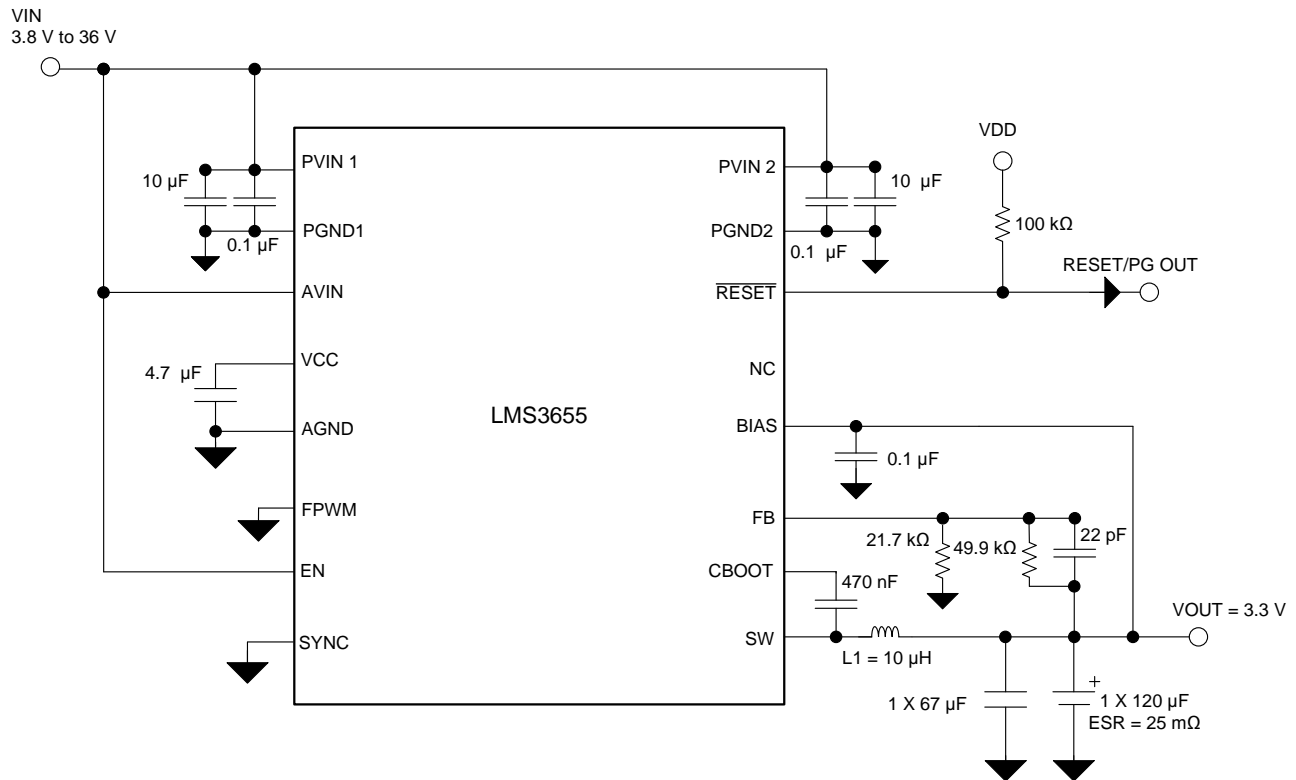 VIN
3.8 V to 36 V
VDD
PVIN 1
PVIN 2
10 µF
10 µF
100 kΩ
PGND1
PGND2
0.1 µF
0.1 µF
RESET/PG OUT
AVIN
RESET
VCC
NC
4.7 µF
LMS3655
AGND
BIAS
0.1 µF
FPWM
FB
21.7 kΩ
49.9 kΩ
22 pF
EN
CBOOT
470 nF
VOUT = 3.3 V
SYNC
SW
L1 = 10 µH
+
1 X 67 µF
1 X 120 µF
ESR = 25 mΩ